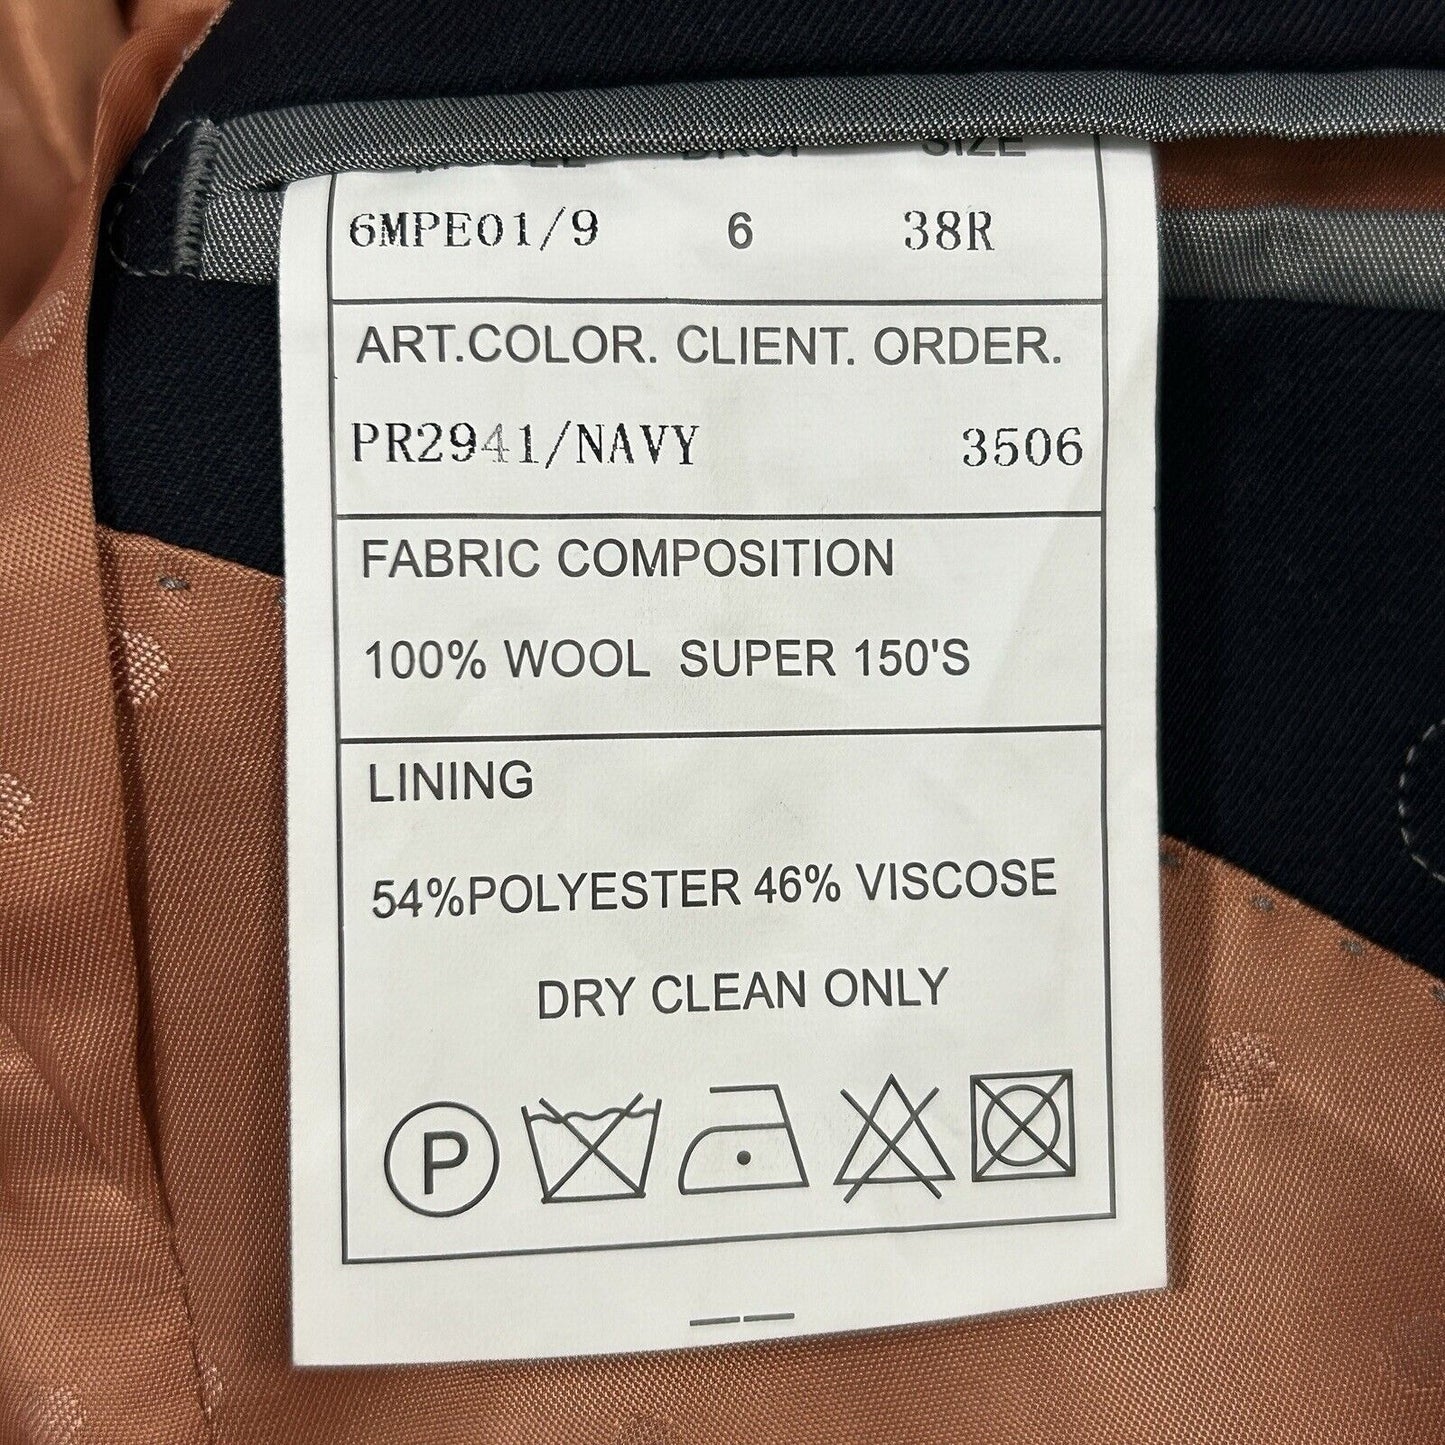 SIZE
6MPE01/9 6 38R
ART.COLOR. CLIENT. ORDER.
PR2941/NAVY 3506
FABRIC COMPOSITION
100% WOOL SUPER 150'S
LINING
54%POLYESTER 46% VISCOSE
DRY CLEAN ONLY
P